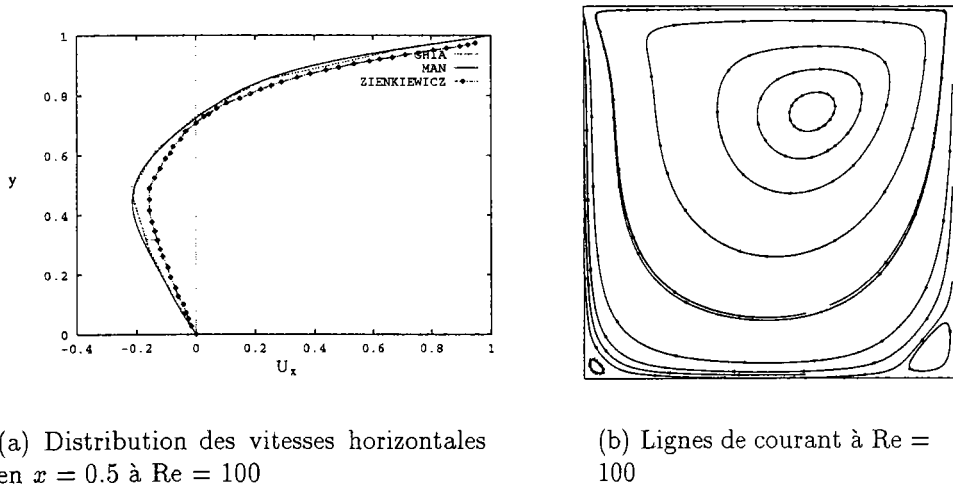 1
GHIA
MAN
ZIENKIEWICZ
0.8
0.6
y
0.4
0.2
0
-0.4 -0.2 0 0.2 0.4 0.6 0.8 1
Ux
(a) Distribution des vitesses horizontales
en x = 0.5 à Re = 100
(b) Lignes de courant à Re =
100